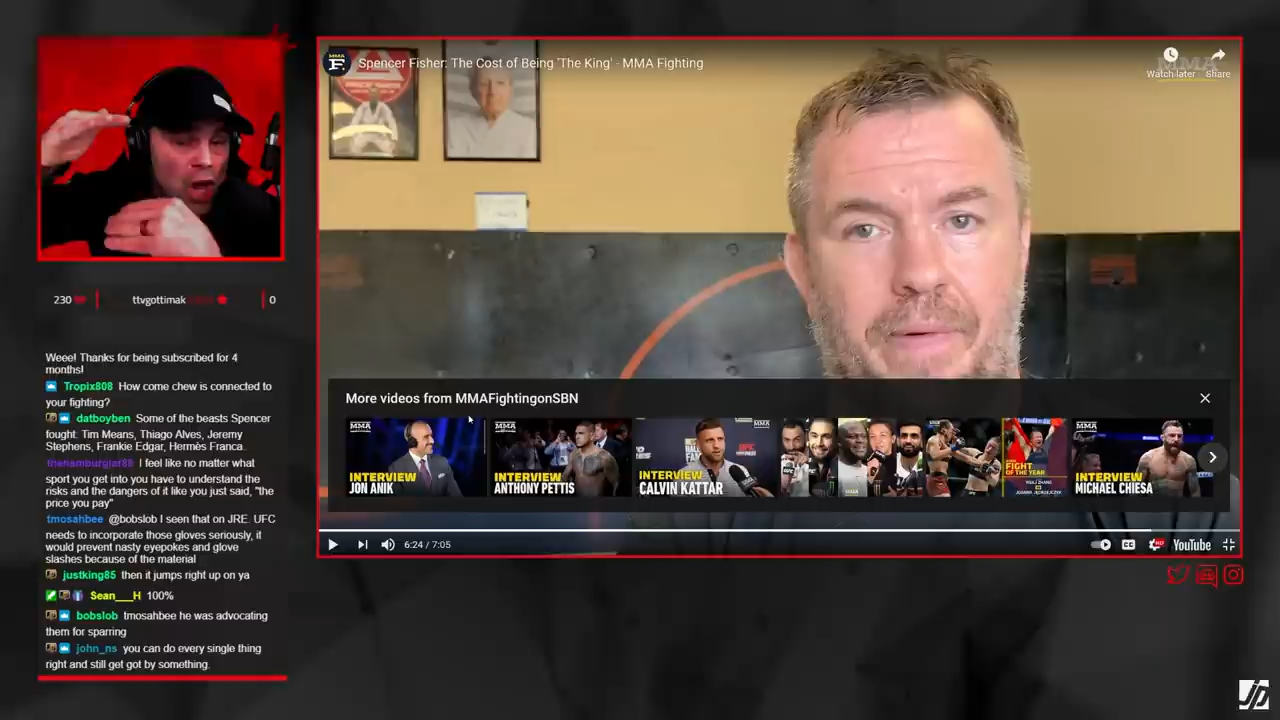 Spencer Fisher: The Cost of Being 'The King' - MMA Fighting
Watch later
Share
230
ttvgottimak
0
Weee! Thanks for being subscribed for 4
months!
Tropix808 How come chew is connected to
your fighting?
datboyben Some of the beasts Spencer
fought: Tim Means, Thiago Alves, Jeremy
Stephens, Frankie Edgar, Hermès Franca.
I feel like no matter what
sport you get into you have to understand the
risks and the dangers of it like you just said, "the
price you pay"
tmosahbee @bobslob I seen that on JRE. UFC
needs to incorporate those gloves seriously, it
would prevent nasty eyepokes and glove
slashes because of the material
justking85 then it jumps right up on ya
Sean___H 100%
bobslob tmosahbee he was advocating
them for sparring
john_ns you can do every single thing
right and still get got by something.
More videos from MMAFightingonSBN
MMA
INTERVIEW
JON ANIK
MMA
INTERVIEW
ANTHONY PETTIS
MMA
INTERVIEW
CALVIN KATTAR
FIGHT
OF THE YEAR
MMA
INTERVIEW
MICHAEL CHIESA
6:24 / 7:05
CC
HD
YouTube
JD